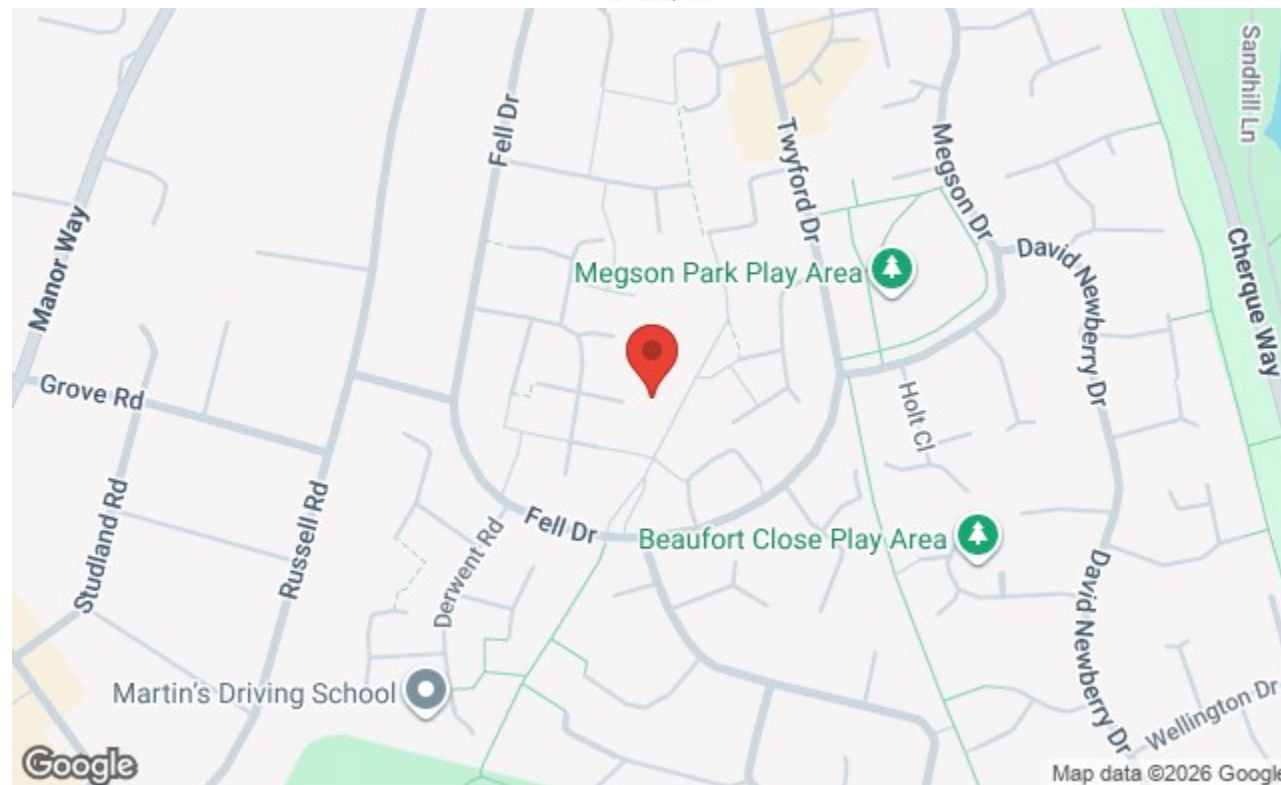 Sandhill Ln
Fell Dr
Twyford Dr
Megson Dr
Manor Way
David Newberry Dr
Cherque Way
Megson Park Play Area
Grove Rd
Holt Cl
Studland Rd
Russell Rd
Fell Dr
Derwent Rd
Beaufort Close Play Area
David Newberry Dr
Martin's Driving School
Wellington Dr
Google
Map data ©2026 Google